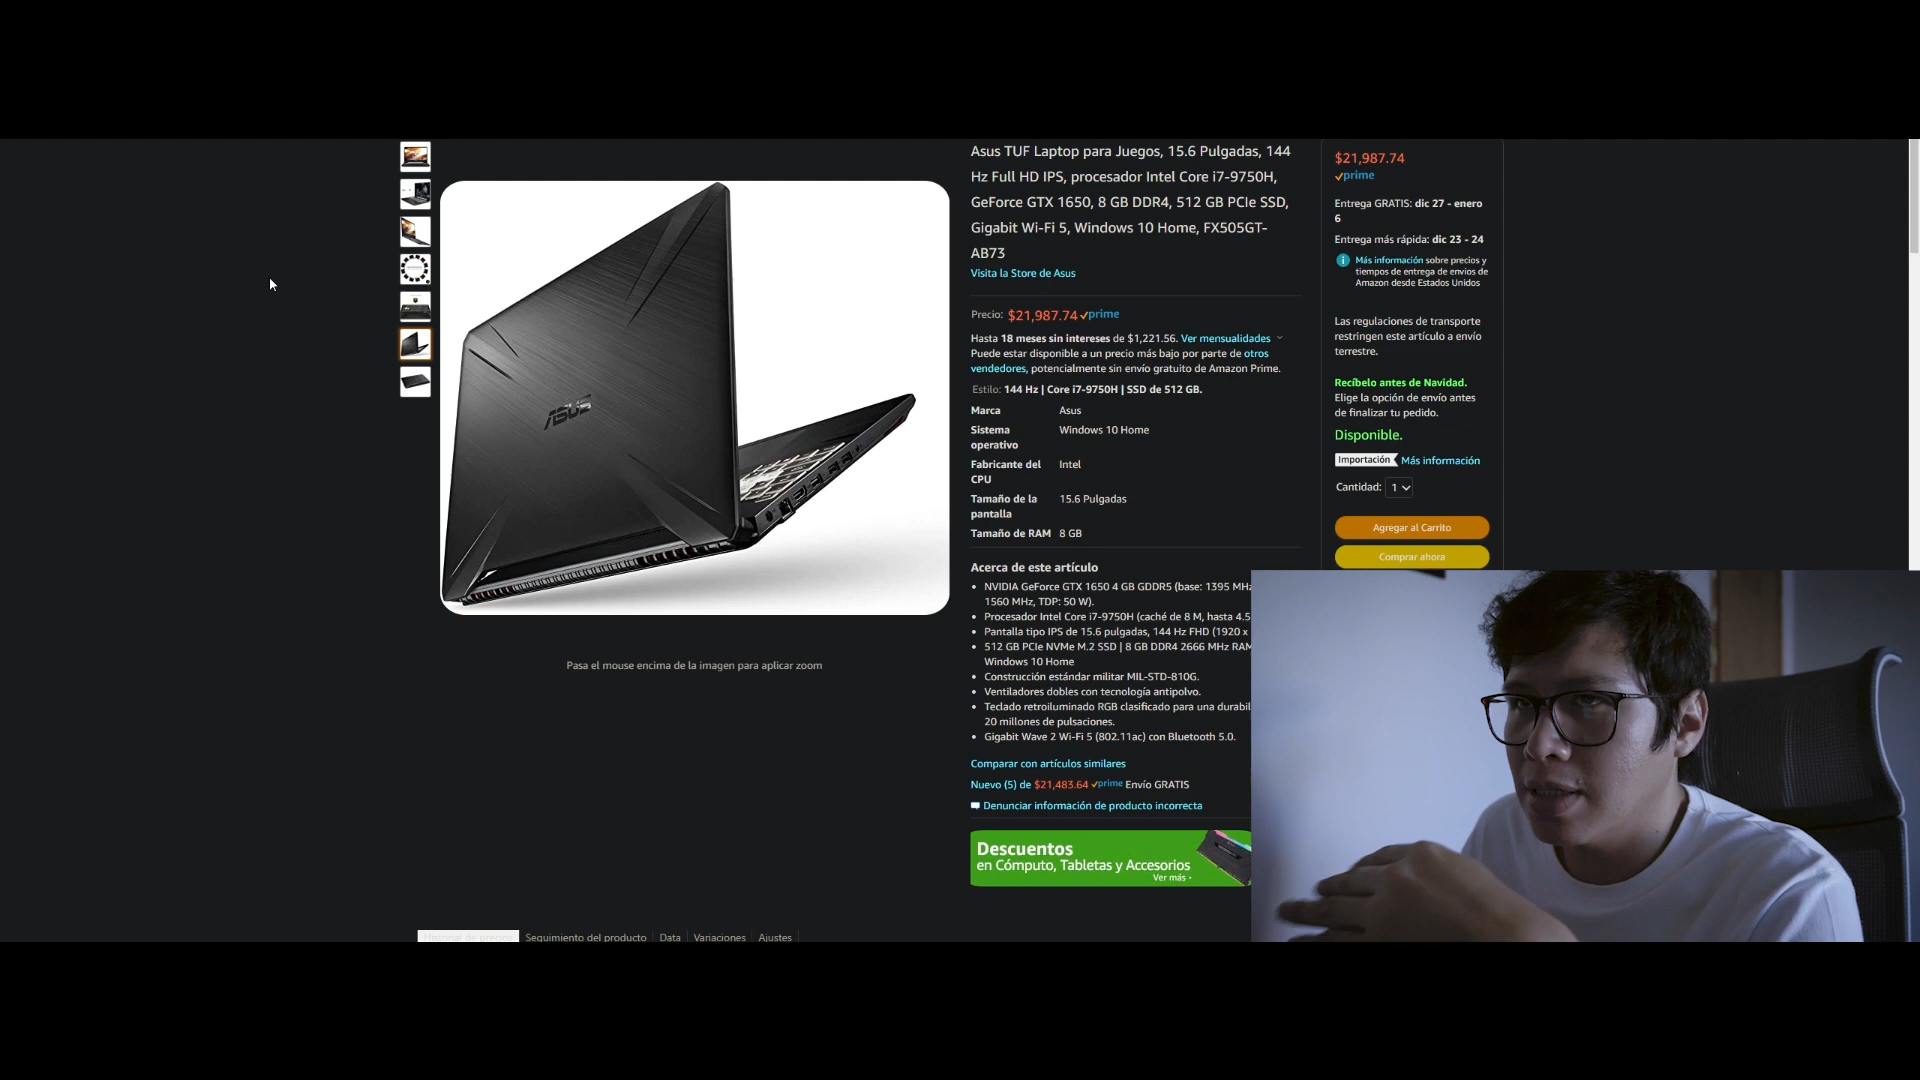 Asus TUF Laptop para Juegos, 15.6 Pulgadas, 144
Hz Full HD IPS, procesador Intel Core i7-9750H,
GeForce GTX 1650, 8 GB DDR4, 512 GB PCIe SSD,
Gigabit Wi-Fi 5, Windows 10 Home, FX505GT-
AB73
Visita la Store de Asus
Precio: $21,987.74 prime
Hasta 18 meses sin intereses de $1,221.56. Ver mensualidades
Puede estar disponible a un precio más bajo por parte de otros
vendedores, potencialmente sin envío gratuito de Amazon Prime.
Estilo: 144 Hz | Core i7-9750H | SSD de 512 GB.
Marca Asus
Sistema
operativo
Windows 10 Home
Fabricante del
CPU
Intel
Tamaño de la
pantalla
15.6 Pulgadas
Tamaño de RAM 8 GB
Acerca de este artículo
NVIDIA GeForce GTX 1650 4 GB GDDR5 (base: 1395 MHz
1560 MHz, TDP: 50 W).
Procesador Intel Core i7-9750H (caché de 8 M, hasta 4.5
Pantalla tipo IPS de 15.6 pulgadas, 144 Hz FHD (1920 x
512 GB PCIe NVMe M.2 SSD | 8 GB DDR4 2666 MHz RAM
Windows 10 Home
Construcción estándar militar MIL-STD-810G.
Ventiladores dobles con tecnología antipolvo.
Teclado retroiluminado RGB clasificado para una durabil
20 millones de pulsaciones.
Gigabit Wave 2 Wi-Fi 5 (802.11ac) con Bluetooth 5.0.
Comparar con artículos similares
Nuevo (5) de $21,483.64 prime Envío GRATIS
Denunciar información de producto incorrecta
Descuentos
en Cómputo, Tabletas y Accesorios
Ver más
$21,987.74
prime
Entrega GRATIS: dic 27 - enero
6
Entrega más rápida: dic 23 - 24
Más información sobre precios y
tiempos de entrega de envios de
Amazon desde Estados Unidos
Las regulaciones de transporte
restringen este artículo a envío
terrestre.
Recíbelo antes de Navidad.
Elige la opción de envío antes
de finalizar tu pedido.
Disponible.
Importación Más información
Cantidad: 1
Agregar al Carrito
Comprar ahora
ASUS
Pasa el mouse encima de la imagen para aplicar zoom
Seguimiento del producto Data Variaciones Ajustes